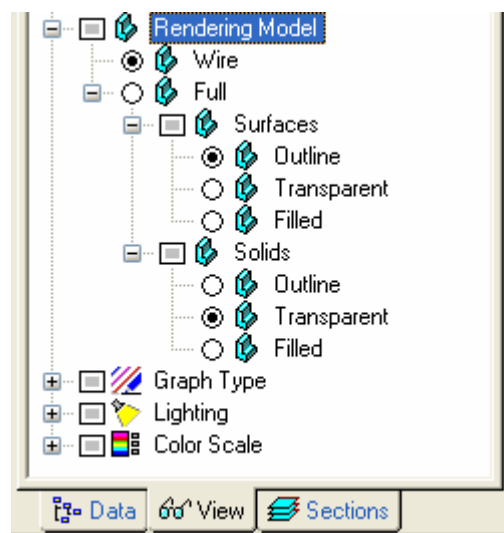 Rendering Model
Wire
Full
Surfaces
Outline
Transparent
Filled
Solids
Outline
Transparent
Filled
Graph Type
Lighting
Color Scale
Data View Sections